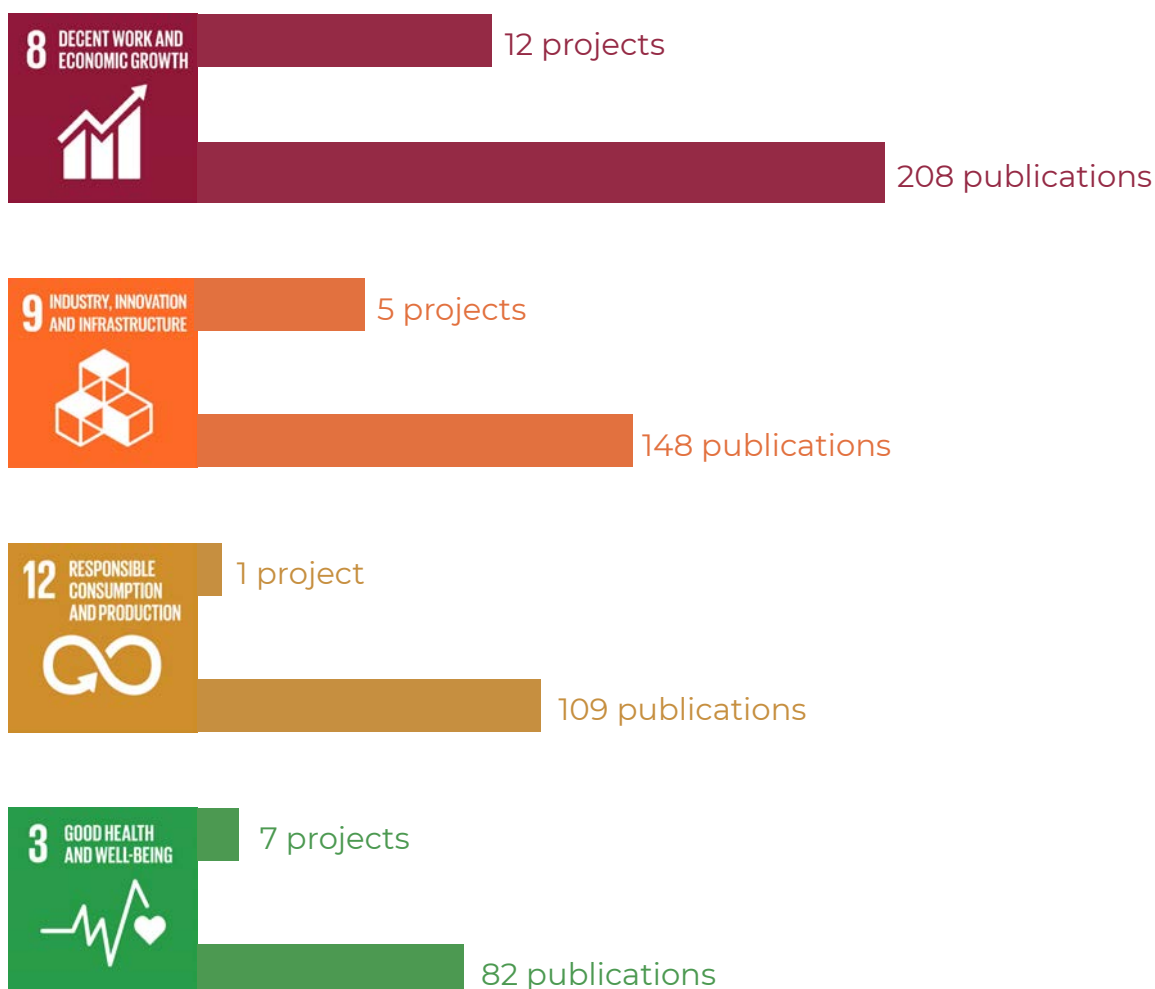 8 DECENT WORK AND
ECONOMIC GROWTH
12 projects
208 publications
9 INDUSTRY, INNOVATION
AND INFRASTRUCTURE
5 projects
148 publications
12 RESPONSIBLE
CONSUMPTION
AND PRODUCTION
1 project
109 publications
3 GOOD HEALTH
AND WELL-BEING
7 projects
82 publications